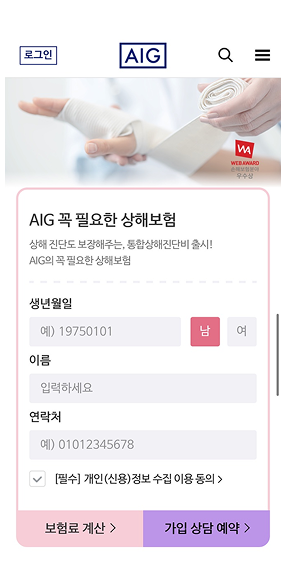 로그인
AIG
WA
WEB AWARD
손해보험분야
우수상
AIG 꼭 필요한 상해보험
상해 진단도 보장해주는, 통합상해진단비 출시!
AIG의 꼭 필요한 상해보험
생년월일
예) 19750101
남
여
이름
입력하세요
연락처
예) 01012345678
[필수] 개인(신용)정보 수집 이용 동의 >
보험료 계산 >
가입 상담 예약 >